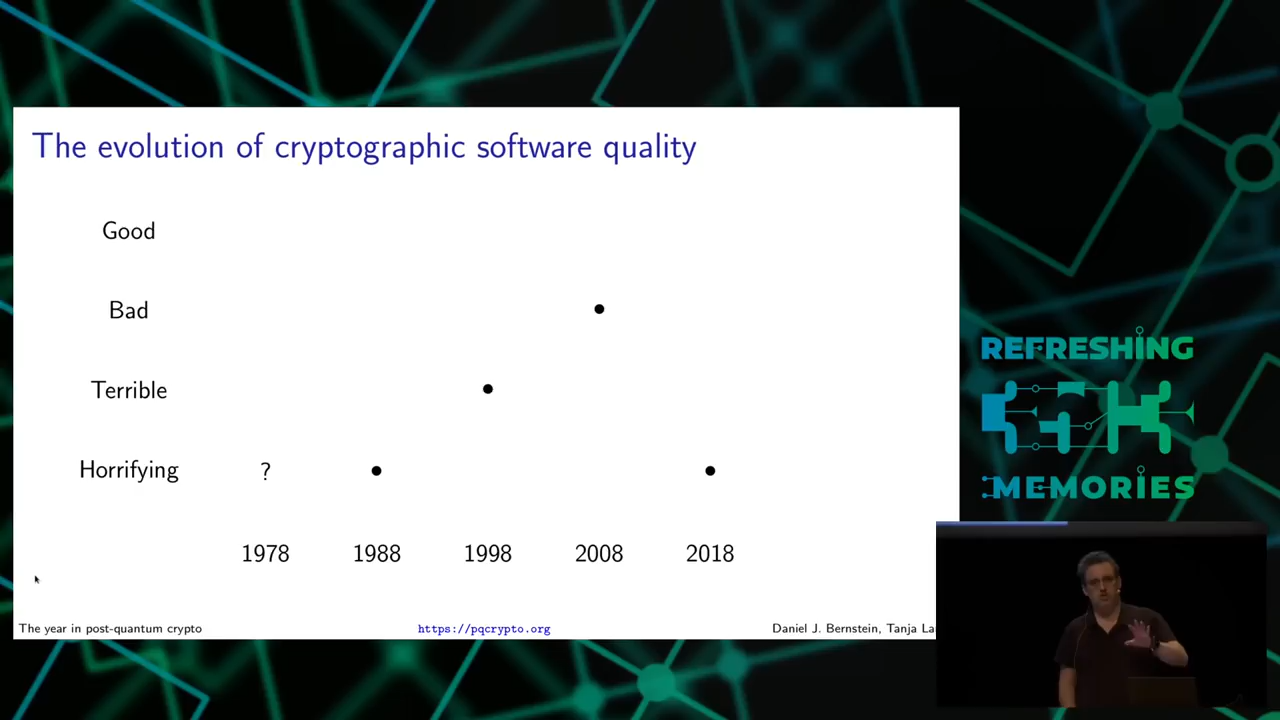 The evolution of cryptographic software quality
Good
Bad
Terrible
Horrifying ?
1978 1988 1998 2008 2018
The year in post-quantum crypto https://pqcrypto.org Daniel J. Bernstein, Tanja
REFRESHING
35C3
MEMORIES